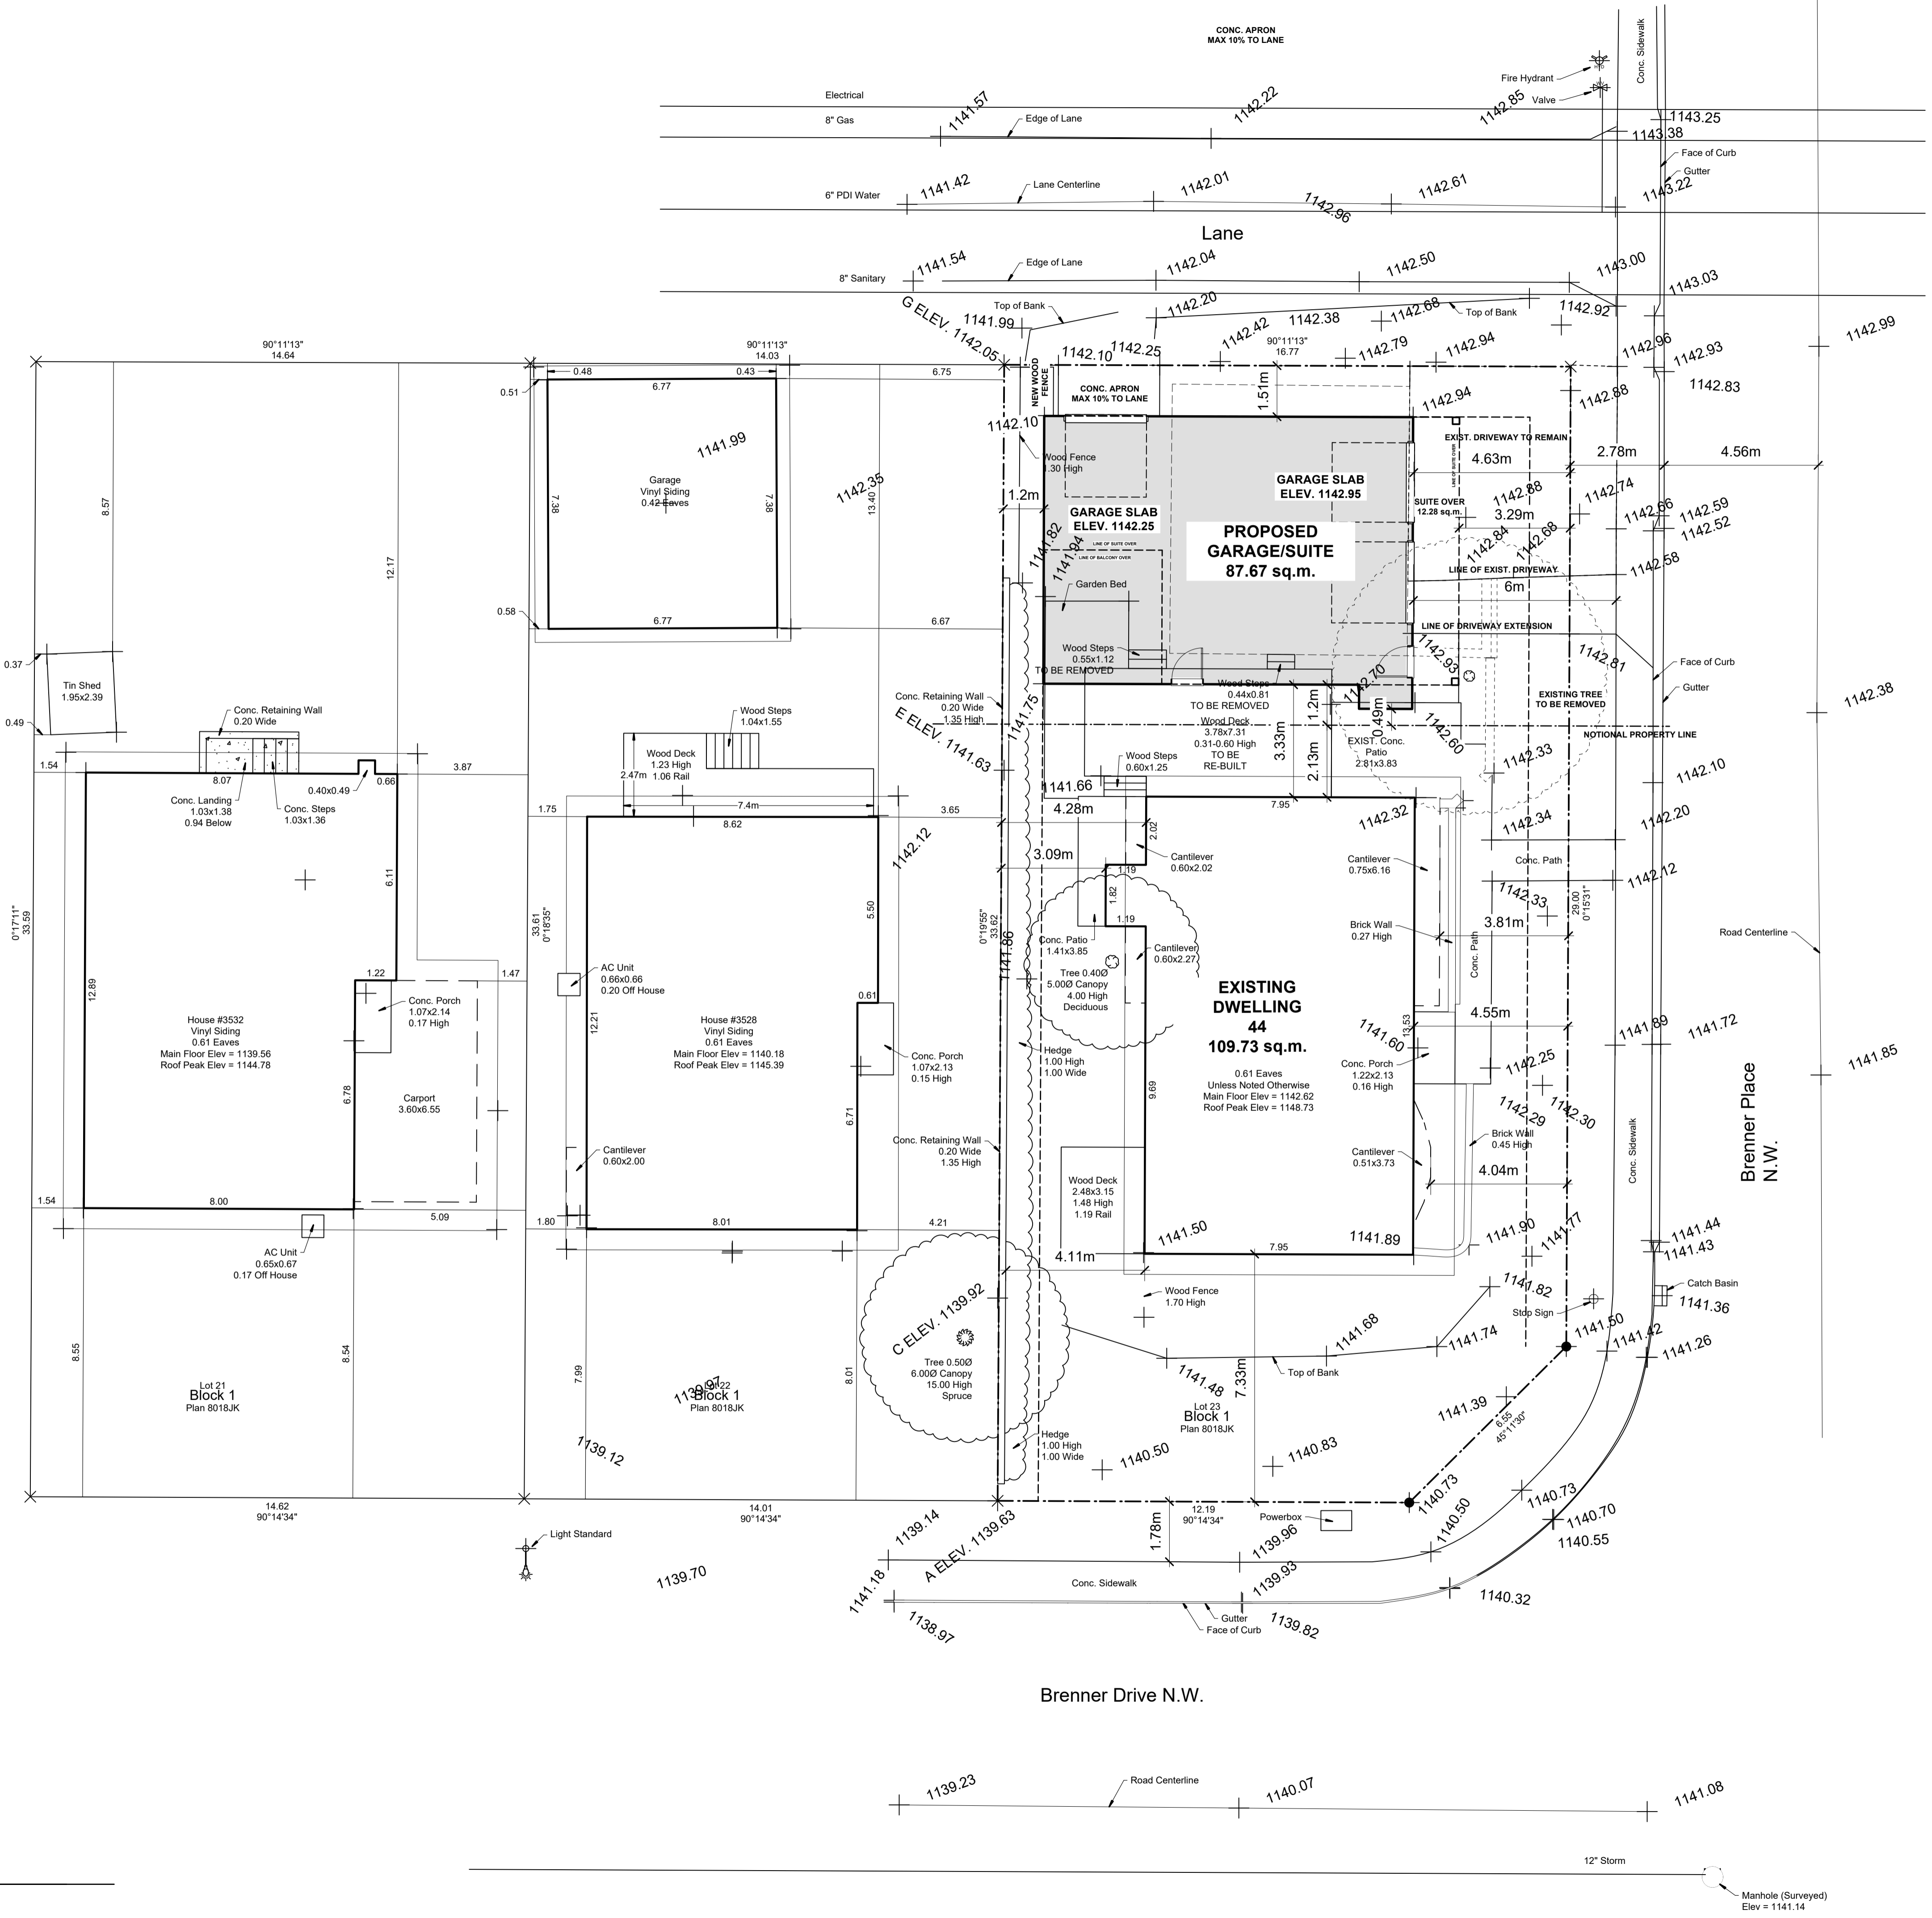 CONC. APRON
MAX 10% TO LANE
Conc. Sidewalk
Fire Hydrant
Valve
Electrical
1141.57
1142.22
1142.85
8" Gas
Edge of Lane
1143.25
1143.38
Face of Curb
Gutter
6" PDI Water
1141.42
Lane Centerline
1142.01
1142.61
1143.22
1142.96
Lane
8" Sanitary
1141.54
Edge of Lane
1142.04
1142.50
1143.00
1143.03
G ELEV. 1142.05
1141.99
Top of Bank
1142.20
1142.38
1142.68
Top of Bank
1142.92
1142.99
90°11'13"
14.64
90°11'13"
14.03
1142.10
1142.25
1142.42
90°11'13"
16.77
1142.79
1142.94
1142.96
1142.93
1142.83
0.48
0.43
6.75
6.77
0.51
NEW WOOD
FENCE
CONC. APRON
MAX 10% TO LANE
1.51m
1142.94
1142.88
1142.10
1141.99
Garage
Vinyl Siding
0.42 Eaves
7.38
7.38
1142.35
13.40
8.57
12.17
Wood Fence
1.30 High
1.2m
GARAGE SLAB
ELEV. 1142.95
GARAGE SLAB
ELEV. 1142.25
EXIST. DRIVEWAY TO REMAIN
4.63m
2.78m
4.56m
LINE OF SUITE OVER
SUITE OVER
12.28 sq.m.
1142.88
1142.74
3.29m
1142.66
1142.59
1142.52
PROPOSED
GARAGE/SUITE
87.67 sq.m.
1141.82
1141.94
LINE OF SUITE OVER
LINE OF BALCONY OVER
1142.84
1142.68
1142.58
LINE OF EXIST. DRIVEWAY
6m
Garden Bed
0.58
6.77
6.67
LINE OF DRIVEWAY EXTENSION
1142.93
1142.81
0.37
Tin Shed
1.95x2.39
0.49
Wood Steps
0.55x1.12
TO BE REMOVED
Face of Curb
Gutter
1142.38
Conc. Retaining Wall
0.20 Wide
Wood Steps
1.04x1.55
Conc. Retaining Wall
0.20 Wide
1.35 High
E ELEV. 1141.63
1141.75
Wood Steps
0.44x0.81
TO BE REMOVED
1142.70
1.2m
0.49m
EXISTING TREE
TO BE REMOVED
Wood Deck
3.78x7.31
0.31-0.60 High
TO BE
RE-BUILT
3.33m
2.13m
EXIST. Conc.
Patio
2.81x3.83
1142.60
NOTIONAL PROPERTY LINE
1142.33
1142.10
Wood Deck
1.23 High
1.06 Rail
2.47m
7.4m
8.62
1.54
8.07
0.40x0.49
0.66
3.87
Conc. Landing
1.03x1.38
0.94 Below
Conc. Steps
1.03x1.36
1.75
3.65
Wood Steps
0.60x1.25
1141.66
4.28m
7.95
1142.32
1142.34
1142.20
2.02
1142.12
3.09m
Cantilever
0.60x2.02
1.19
Cantilever
0.75x6.16
Conc. Path
1142.12
1142.33
29.00
0°15'31"
6.11
5.50
1.82
1.19
0°17'11"
33.59
33.61
0°18'35"
0°19'55"
33.62
1141.86
Conc. Patio
1.41x3.85
Cantilever
0.60x2.27
Brick Wall
0.27 High
3.81m
Conc. Path
Road Centerline
AC Unit
0.66x0.66
0.20 Off House
Tree 0.40Ø
5.00Ø Canopy
4.00 High
Deciduous
12.89
1.22
1.47
Conc. Porch
1.07x2.14
0.17 High
House #3532
Vinyl Siding
0.61 Eaves
Main Floor Elev = 1139.56
Roof Peak Elev = 1144.78
12.21
House #3528
Vinyl Siding
0.61 Eaves
Main Floor Elev = 1140.18
Roof Peak Elev = 1145.39
0.61
Conc. Porch
1.07x2.13
0.15 High
EXISTING
DWELLING
44
109.73 sq.m.
0.61 Eaves
Unless Noted Otherwise
Main Floor Elev = 1142.62
Roof Peak Elev = 1148.73
4.55m
13.53
1141.60
Conc. Porch
1.22x2.13
0.16 High
1141.89
1141.72
1141.85
1142.25
Hedge
1.00 High
1.00 Wide
Carport
3.60x6.55
6.78
6.71
9.69
1142.29
1142.30
Brick Wall
0.45 High
Cantilever
0.60x2.00
Conc. Retaining Wall
0.20 Wide
1.35 High
Cantilever
0.51x3.73
4.04m
Conc. Sidewalk
Brenner Place
N.W.
Wood Deck
2.48x3.15
1.48 High
1.19 Rail
1.54
8.00
5.09
1.80
8.01
4.21
1141.50
4.11m
7.95
1141.89
1141.90
1141.77
1141.44
1141.43
AC Unit
0.65x0.67
0.17 Off House
Wood Fence
1.70 High
1141.82
Stop Sign
Catch Basin
1141.36
C ELEV. 1139.92
1141.68
1141.74
1141.50
1141.42
1141.26
8.55
8.54
7.99
8.01
Tree 0.50Ø
6.00Ø Canopy
15.00 High
Spruce
1141.48
7.33m
Top of Bank
Lot 21
Block 1
Plan 8018JK
1139.97
Lot 22
Block 1
Plan 8018JK
Lot 23
Block 1
Plan 8018JK
1141.39
6.55
45°11'30"
1139.12
Hedge
1.00 High
1.00 Wide
1140.50
1140.83
1140.73
14.62
90°14'34"
14.01
90°14'34"
12.19
90°14'34"
Powerbox
1140.50
1140.73
1140.70
1140.55
Light Standard
1139.14
A ELEV. 1139.63
1.78m
1139.96
1139.70
1141.18
Conc. Sidewalk
1139.93
1140.32
1138.97
Gutter
Face of Curb
1139.82
Brenner Drive N.W.
1139.23
Road Centerline
1140.07
1141.08
12" Storm
Manhole (Surveyed)
Elev = 1141.14